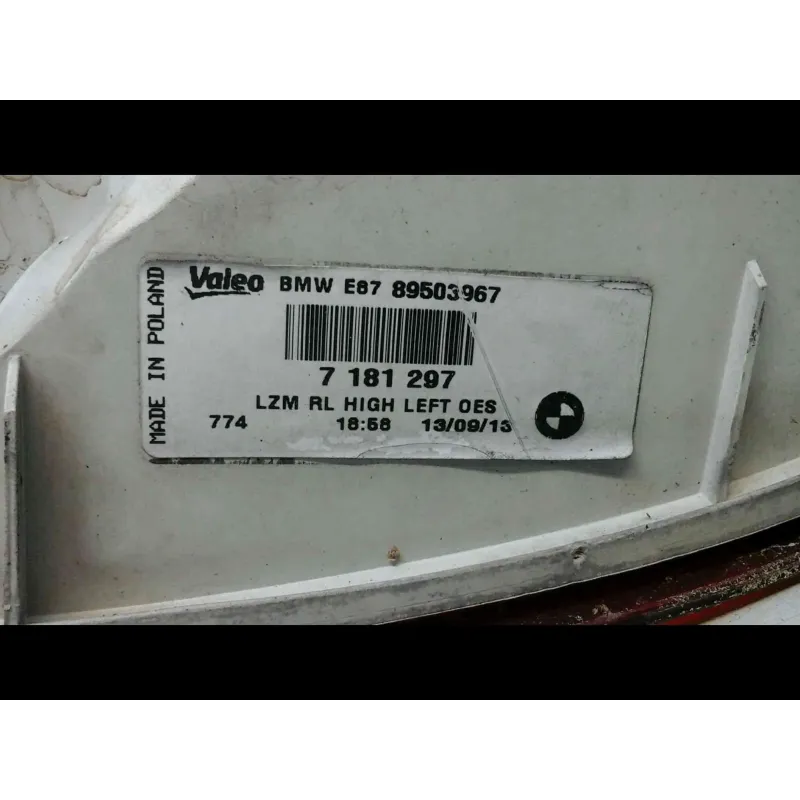 MADE IN POLAND
Valeo BMW E87 89503967
7 181 297
LZM RL HIGH LEFT OES
774 18:58 13/09/13